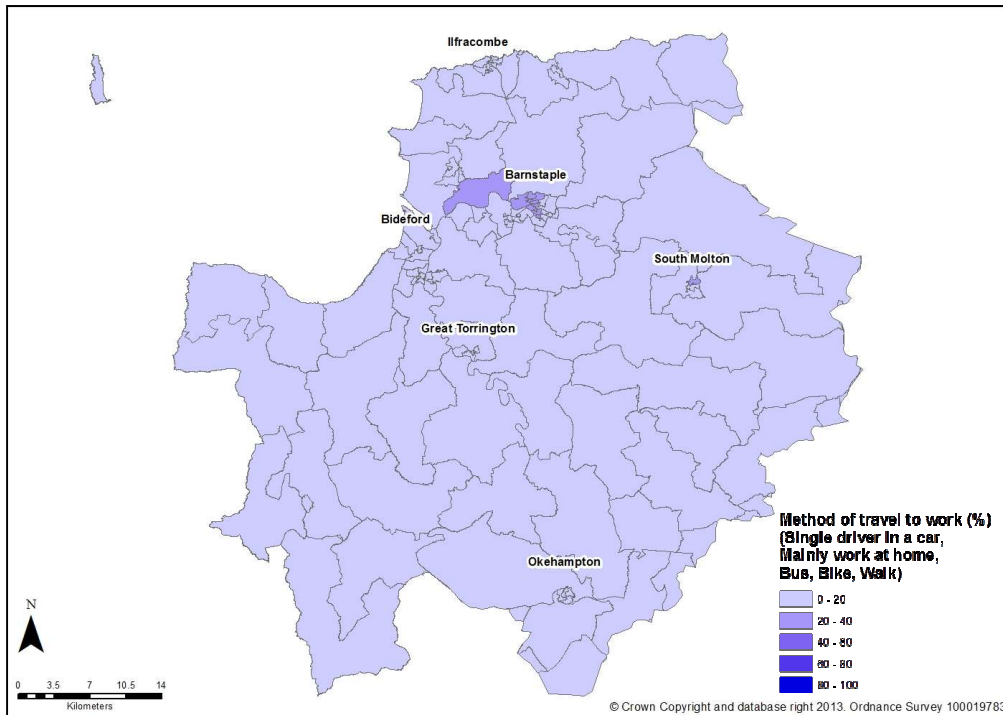 Ilfracombe
Barnstaple
Bideford
South Molton
Great Torrington
Okehampton
Method of travel to work (%)
(Single driver in a car,
Mainly work at home,
Bus, Bike, Walk)
0 - 20
20 - 40
40 - 60
60 - 80
80 - 100
N
0 3.5 7 10.5 14
Kilometers
© Crown Copyright and database right 2013. Ordnance Survey 100019783